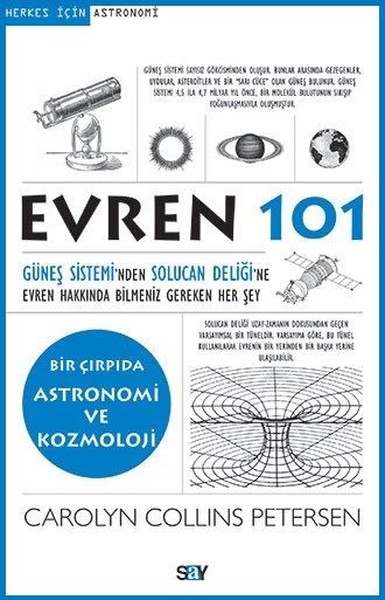 HERKES İÇİN ASTRONOMİ
GÜNEŞ SİSTEMİ SAYISIZ GÖKCİSMİNDEN OLUŞUR. BUNLAR ARASINDA GEZEGENLER,
UYDULAR, ASTEROİTLER VE BİR "SARI CÜCE" OLAN GÜNEŞ BULUNUR. GÜNEŞ
SİSTEMİ 4,5 İLA 4,7 MİLYAR YIL ÖNCE, BİR MOLEKÜL BULUTUNUN SIKIŞIP
YOĞUNLAŞMASIYLA OLUŞMUŞTUR.
EVREN 101
GÜNEŞ SİSTEMİ'NDEN SOLUCAN DELİĞİ'NE
EVREN HAKKINDA BİLMENİZ GEREKEN HER ŞEY
SOLUCAN DELİĞİ UZAY-ZAMANIN DOKUSUNDAN GEÇEN
VARSAYIMSAL BİR TÜNELDİR. VARSAYIMA GÖRE, BU TÜNEL
KULLANILARAK EVRENİN BİR YERİNDEN BİR BAŞKA YERİNE
ULAŞILABİLİR.
BİR ÇIRPIDA
ASTRONOMİ
VE
KOZMOLOJİ
CAROLYN COLLINS PETERSEN
SAY